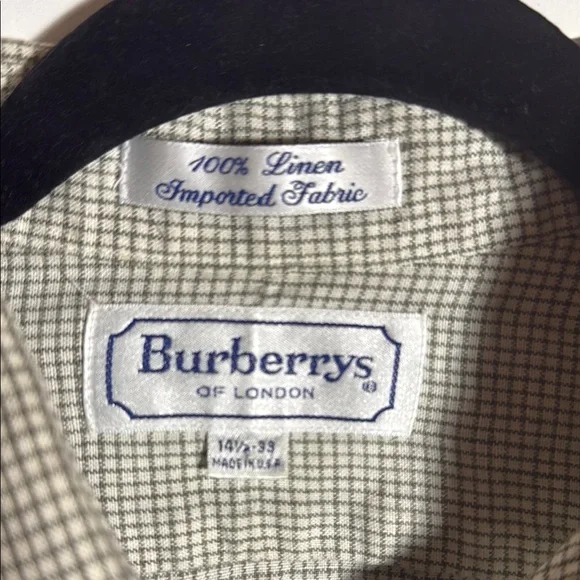 100% Linen
Imported Fabric
Burberrys®
OF LONDON
14½-33
MADE IN U.S.A.